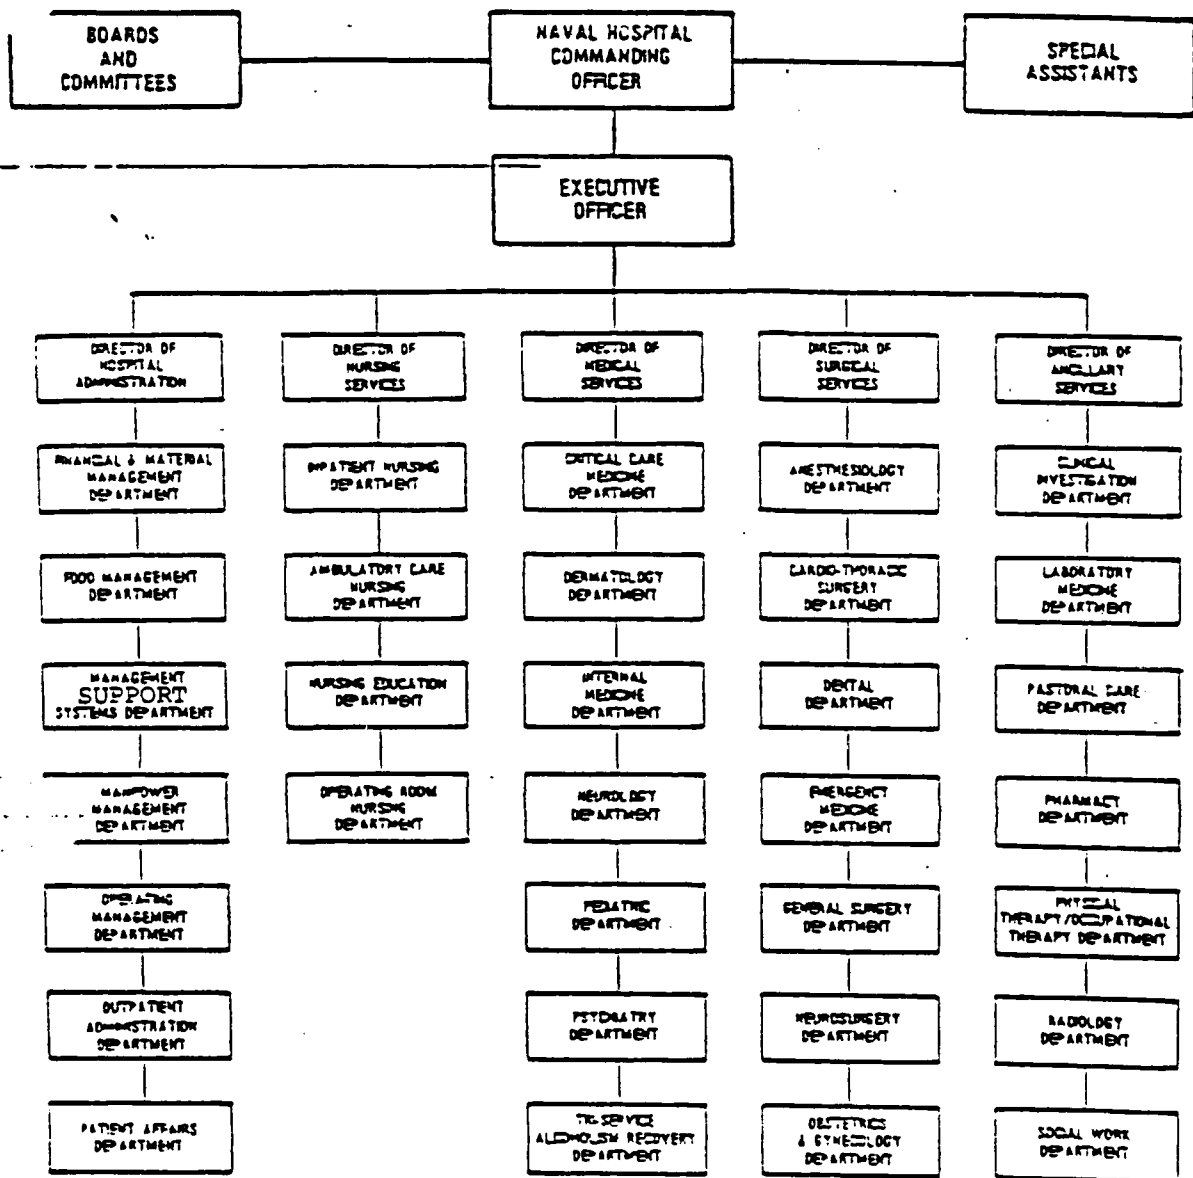 BOARDS
AND
COMMITTEES
NAVAL HOSPITAL
COMMANDING
OFFICER
SPECIAL
ASSISTANTS
EXECUTIVE
OFFICER
DIRECTOR OF
HOSPITAL
ADMINISTRATION
DIRECTOR OF
NURSING
SERVICES
DIRECTOR OF
MEDICAL
SERVICES
DIRECTOR OF
SURGICAL
SERVICES
DIRECTOR OF
ANCILLARY
SERVICES
FINANCIAL & MATERIAL
MANAGEMENT
DEPARTMENT
INPATIENT NURSING
DEPARTMENT
CRITICAL CARE
MEDICINE
DEPARTMENT
ANESTHESIOLOGY
DEPARTMENT
CLINICAL
INVESTIGATION
DEPARTMENT
FOOD MANAGEMENT
DEPARTMENT
AMBULATORY CARE
NURSING
DEPARTMENT
DERMATOLOGY
DEPARTMENT
CARDIO-THORACIC
SURGERY
DEPARTMENT
LABORATORY
MEDICINE
DEPARTMENT
MANAGEMENT
SUPPORT
SYSTEMS DEPARTMENT
NURSING EDUCATION
DEPARTMENT
INTERNAL
MEDICINE
DEPARTMENT
DENTAL
DEPARTMENT
PASTORAL CARE
DEPARTMENT
MANPOWER
MANAGEMENT
DEPARTMENT
OPERATING ROOM
NURSING
DEPARTMENT
NEUROLOGY
DEPARTMENT
EMERGENCY
MEDICINE
DEPARTMENT
PHARMACY
DEPARTMENT
OPERATING
MANAGEMENT
DEPARTMENT
PEDIATRIC
DEPARTMENT
GENERAL SURGERY
DEPARTMENT
PHYSICAL
THERAPY/OCCUPATIONAL
THERAPY DEPARTMENT
OUTPATIENT
ADMINISTRATION
DEPARTMENT
PSYCHIATRY
DEPARTMENT
NEUROSURGERY
DEPARTMENT
RADIOLOGY
DEPARTMENT
PATIENT AFFAIRS
DEPARTMENT
TRI-SERVICE
ALCOHOLISM RECOVERY
DEPARTMENT
OBSTETRICS
& GYNECOLOGY
DEPARTMENT
SOCIAL WORK
DEPARTMENT